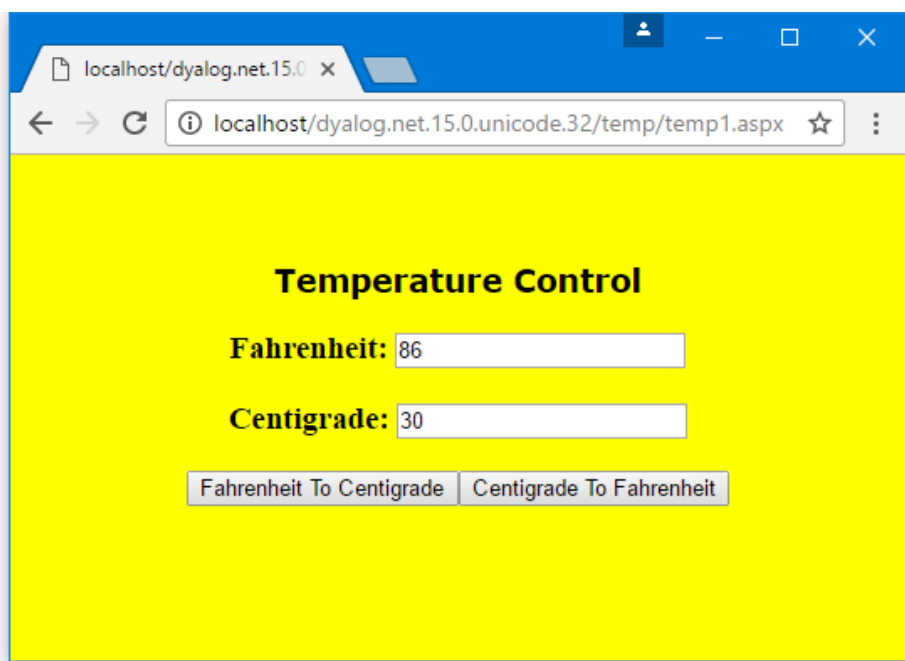 localhost/dyalog.net.15.0
localhost/dyalog.net.15.0.unicode.32/temp/temp1.aspx
Temperature Control
Fahrenheit: 86
Centigrade: 30
Fahrenheit To Centigrade Centigrade To Fahrenheit